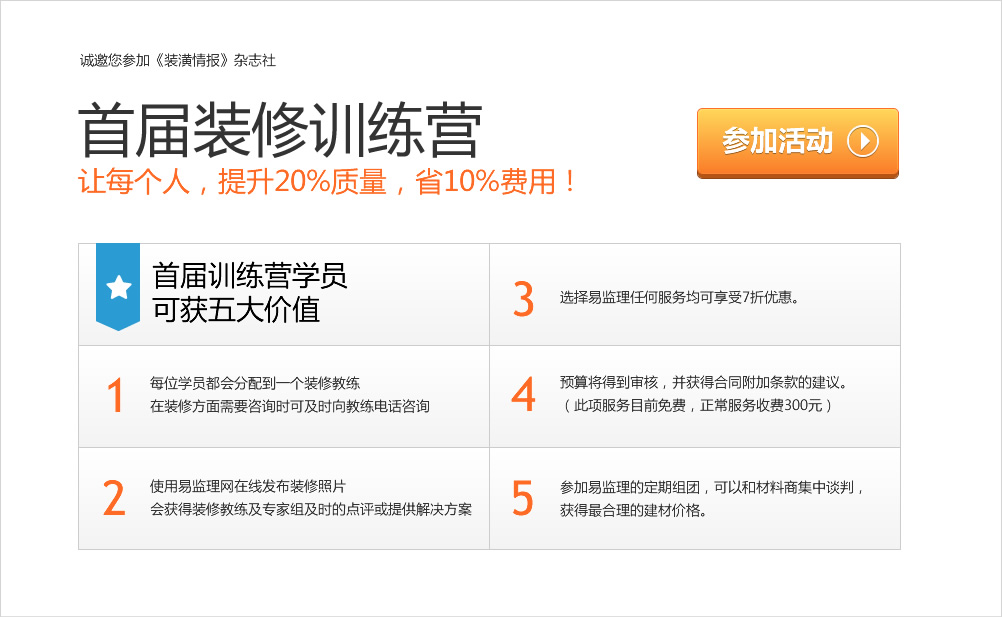 诚邀您参加《装潢情报》杂志社
首届装修训练营
让每个人，提升20%质量，省10%费用！
参加活动
首届训练营学员
可获五大价值
1
每位学员都会分配到一个装修教练
在装修方面需要咨询时可及时向教练电话咨询
2
使用易监理网在线发布装修照片
会获得装修教练及专家组及时的点评或提供解决方案
3
选择易监理任何服务均可享受7折优惠。
4
预算将得到审核，并获得合同附加条款的建议。
（此项服务目前免费，正常服务收费300元）
5
参加易监理的定期组团，可以和材料商集中谈判，
获得最合理的建材价格。